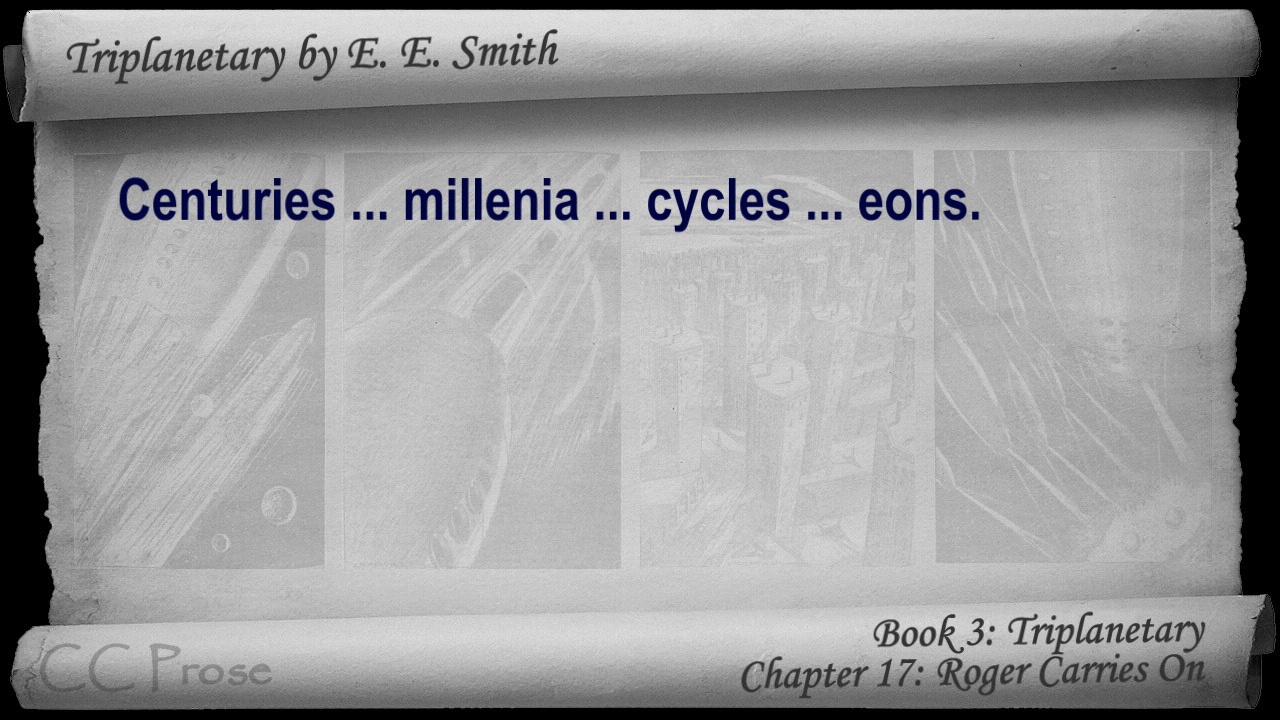 Triplanetary by E. E. Smith
Centuries ... millenia ... cycles ... eons.
Book 3: Triplanetary
Chapter 17: Roger Carries On
CC Prose